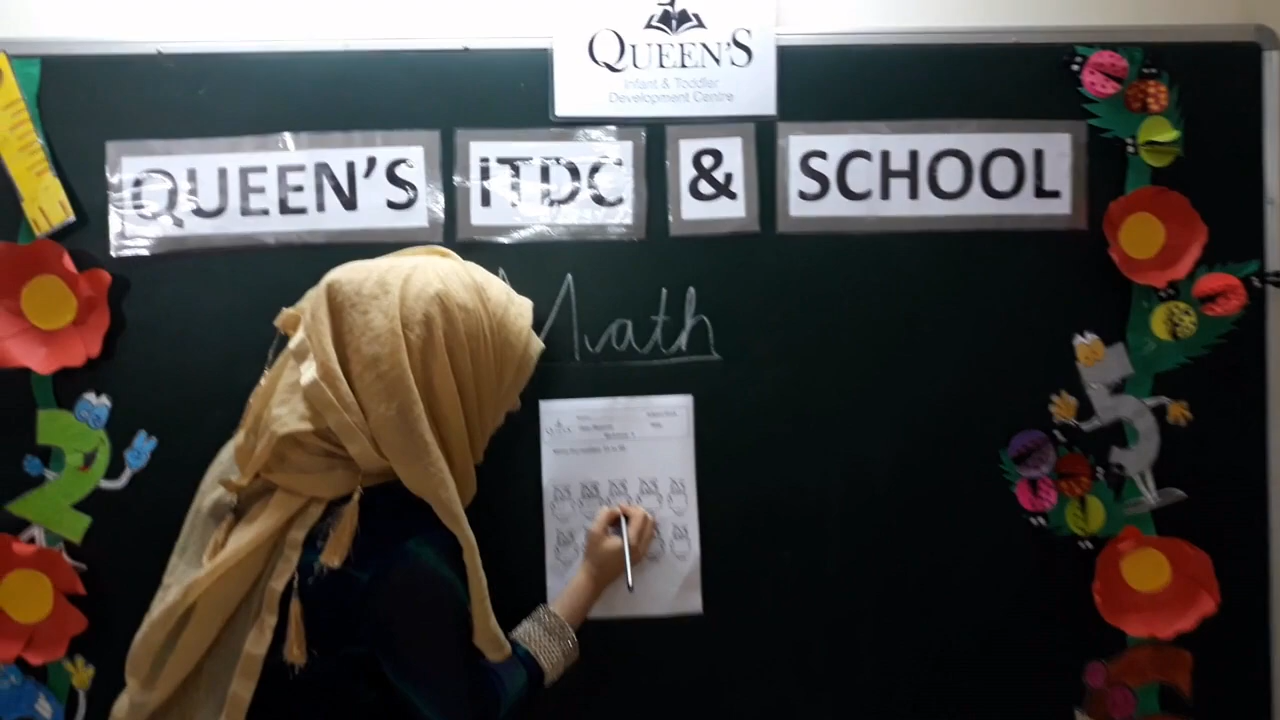 QUEEN'S
Infant & Toddler
Development Centre
QUEEN'S ITDC & SCHOOL
Math